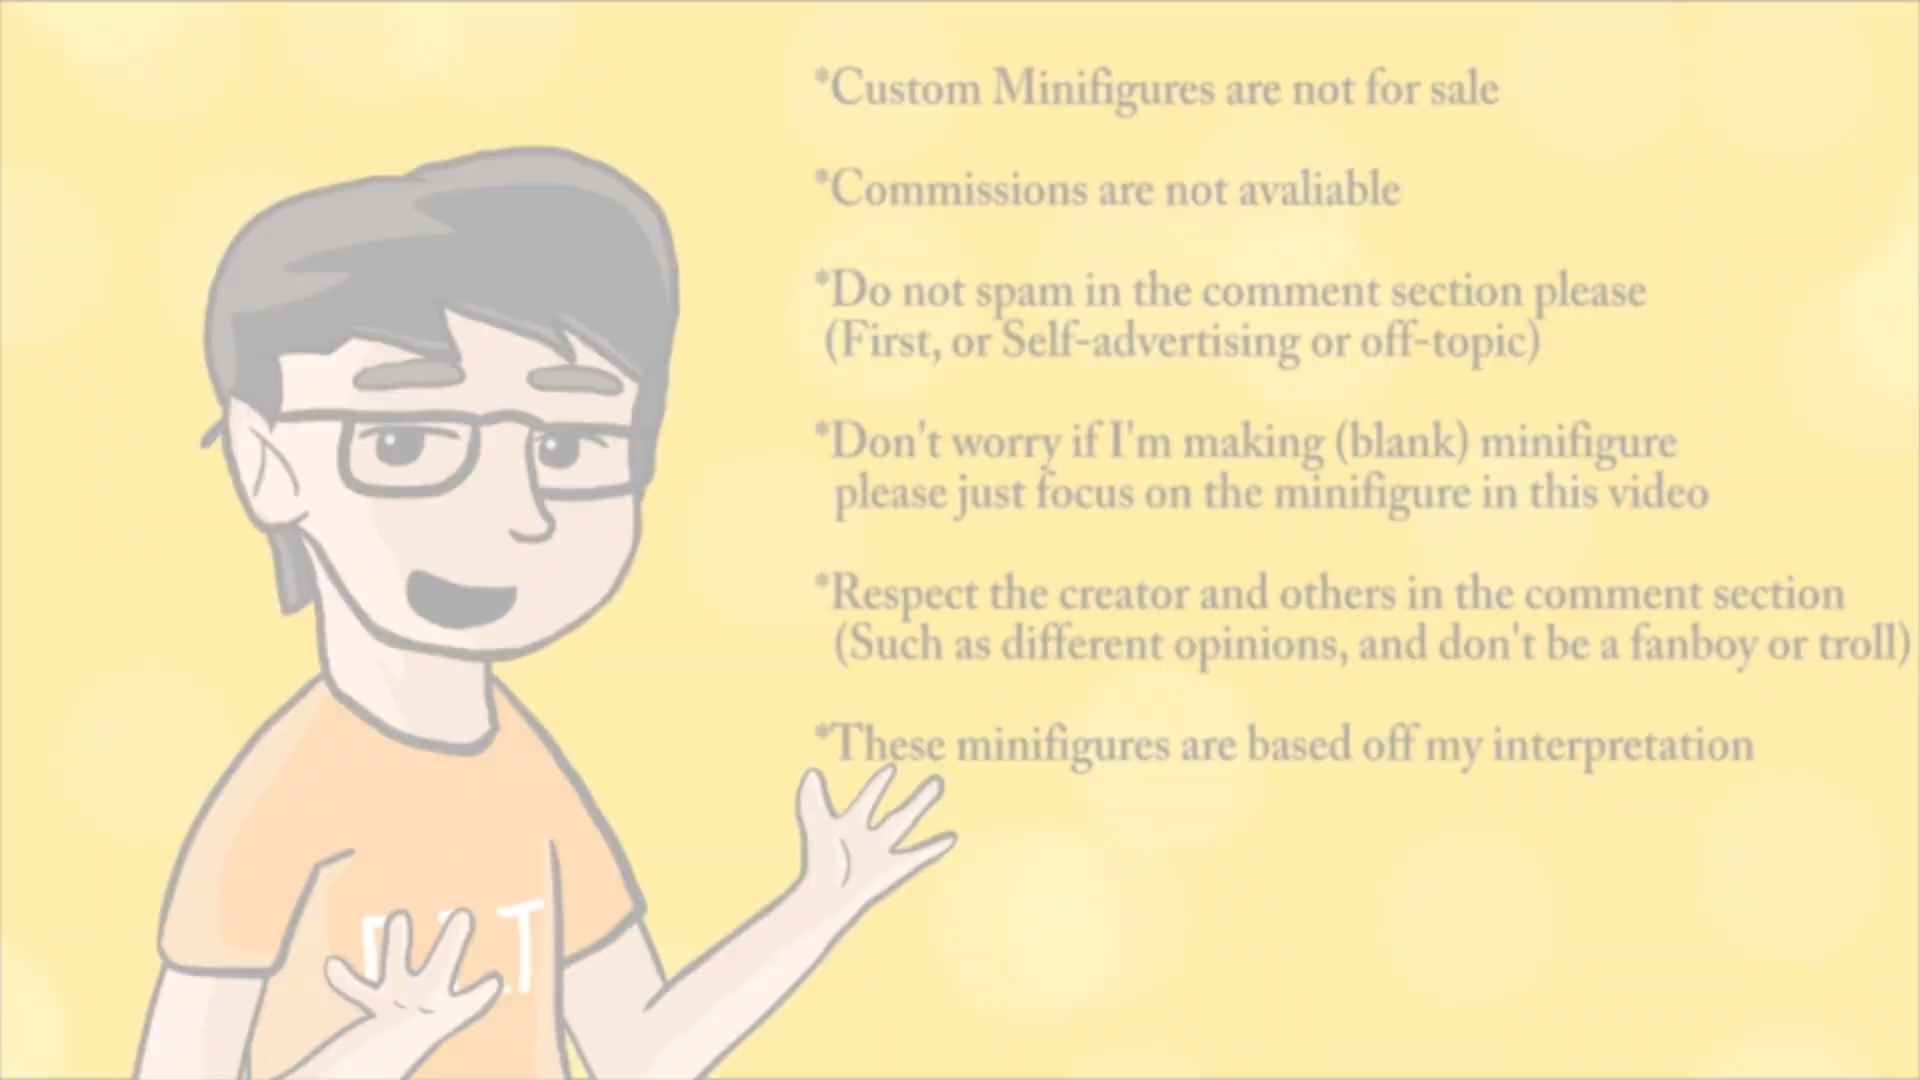 *Custom Minifigures are not for sale
*Commissions are not avaliable
*Do not spam in the comment section please
(First, or Self-advertising or off-topic)
*Don't worry if I'm making (blank) minifigure
please just focus on the minifigure in this video
*Respect the creator and others in the comment section
(Such as different opinions, and don't be a fanboy or troll)
*These minifigures are based off my interpretation